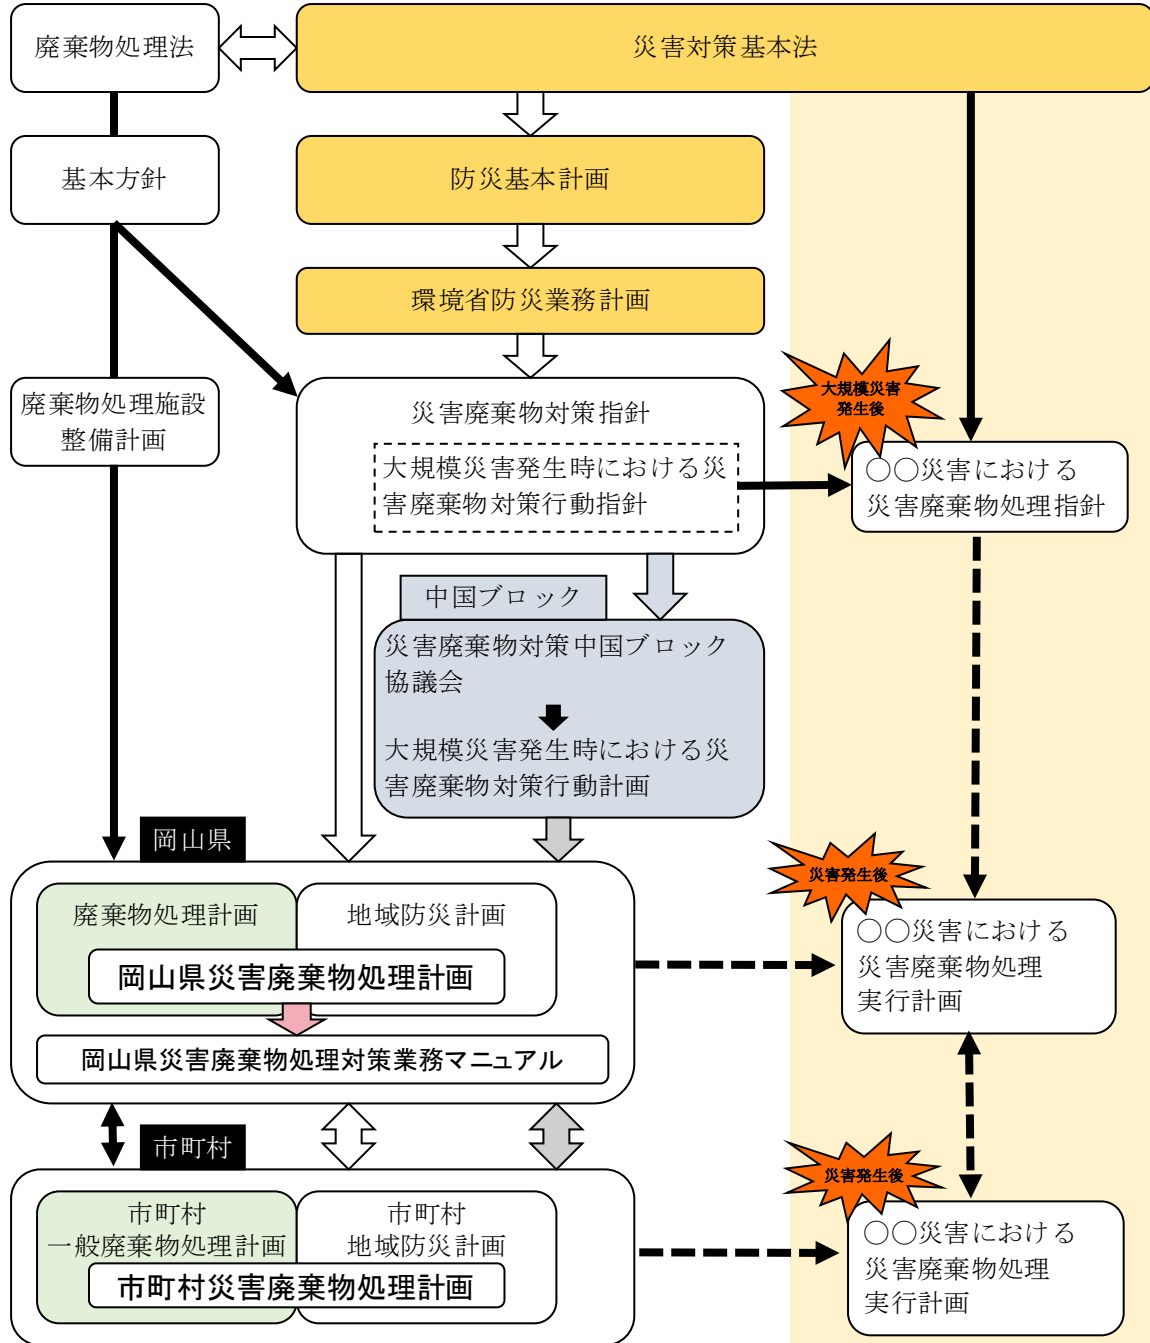 廃棄物処理法
災害対策基本法
基本方針
防災基本計画
環境省防災業務計画
廃棄物処理施設
整備計画
災害廃棄物対策指針
大規模災害発生時における災
害廃棄物対策行動指針
大規模災害
発生後
〇〇災害における
災害廃棄物処理指針
中国ブロック
災害廃棄物対策中国ブロック
協議会
大規模災害発生時における災
害廃棄物対策行動計画
岡山県
廃棄物処理計画
地域防災計画
岡山県災害廃棄物処理計画
岡山県災害廃棄物処理対策業務マニュアル
災害発生後
〇〇災害における
災害廃棄物処理
実行計画
市町村
市町村
一般廃棄物処理計画
市町村
地域防災計画
市町村災害廃棄物処理計画
災害発生後
〇〇災害における
災害廃棄物処理
実行計画